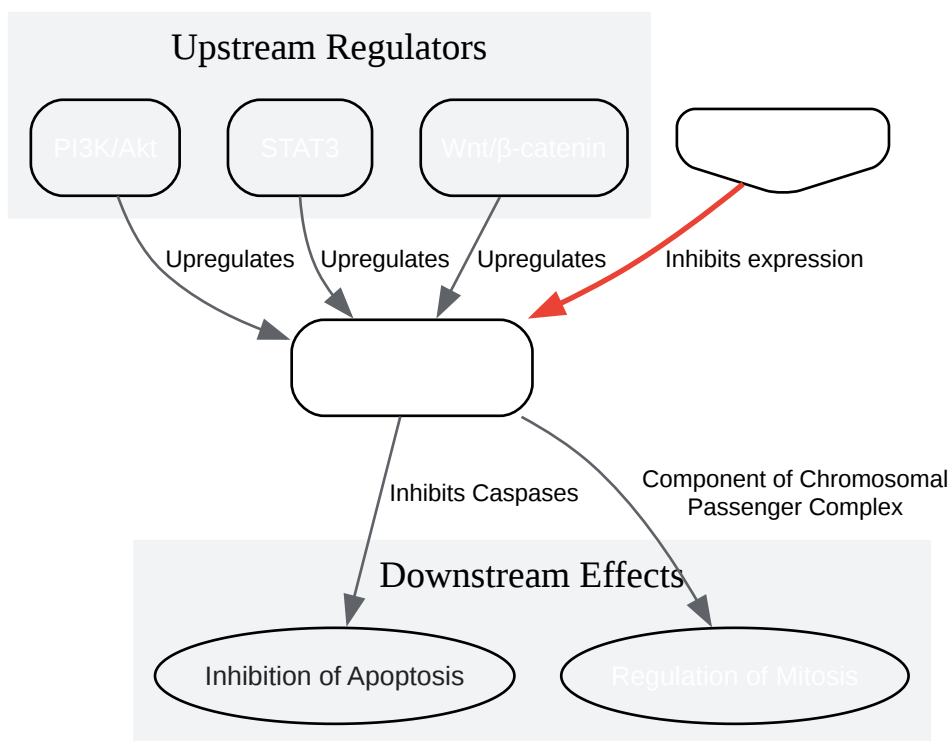 Upstream Regulators
PI3K/Akt
STAT3
Wnt/β-catenin
Upregulates
Upregulates
Upregulates
Inhibits expression
Inhibits Caspases
Component of Chromosomal
Passenger Complex
Downstream Effects
Inhibition of Apoptosis
Regulation of Mitosis